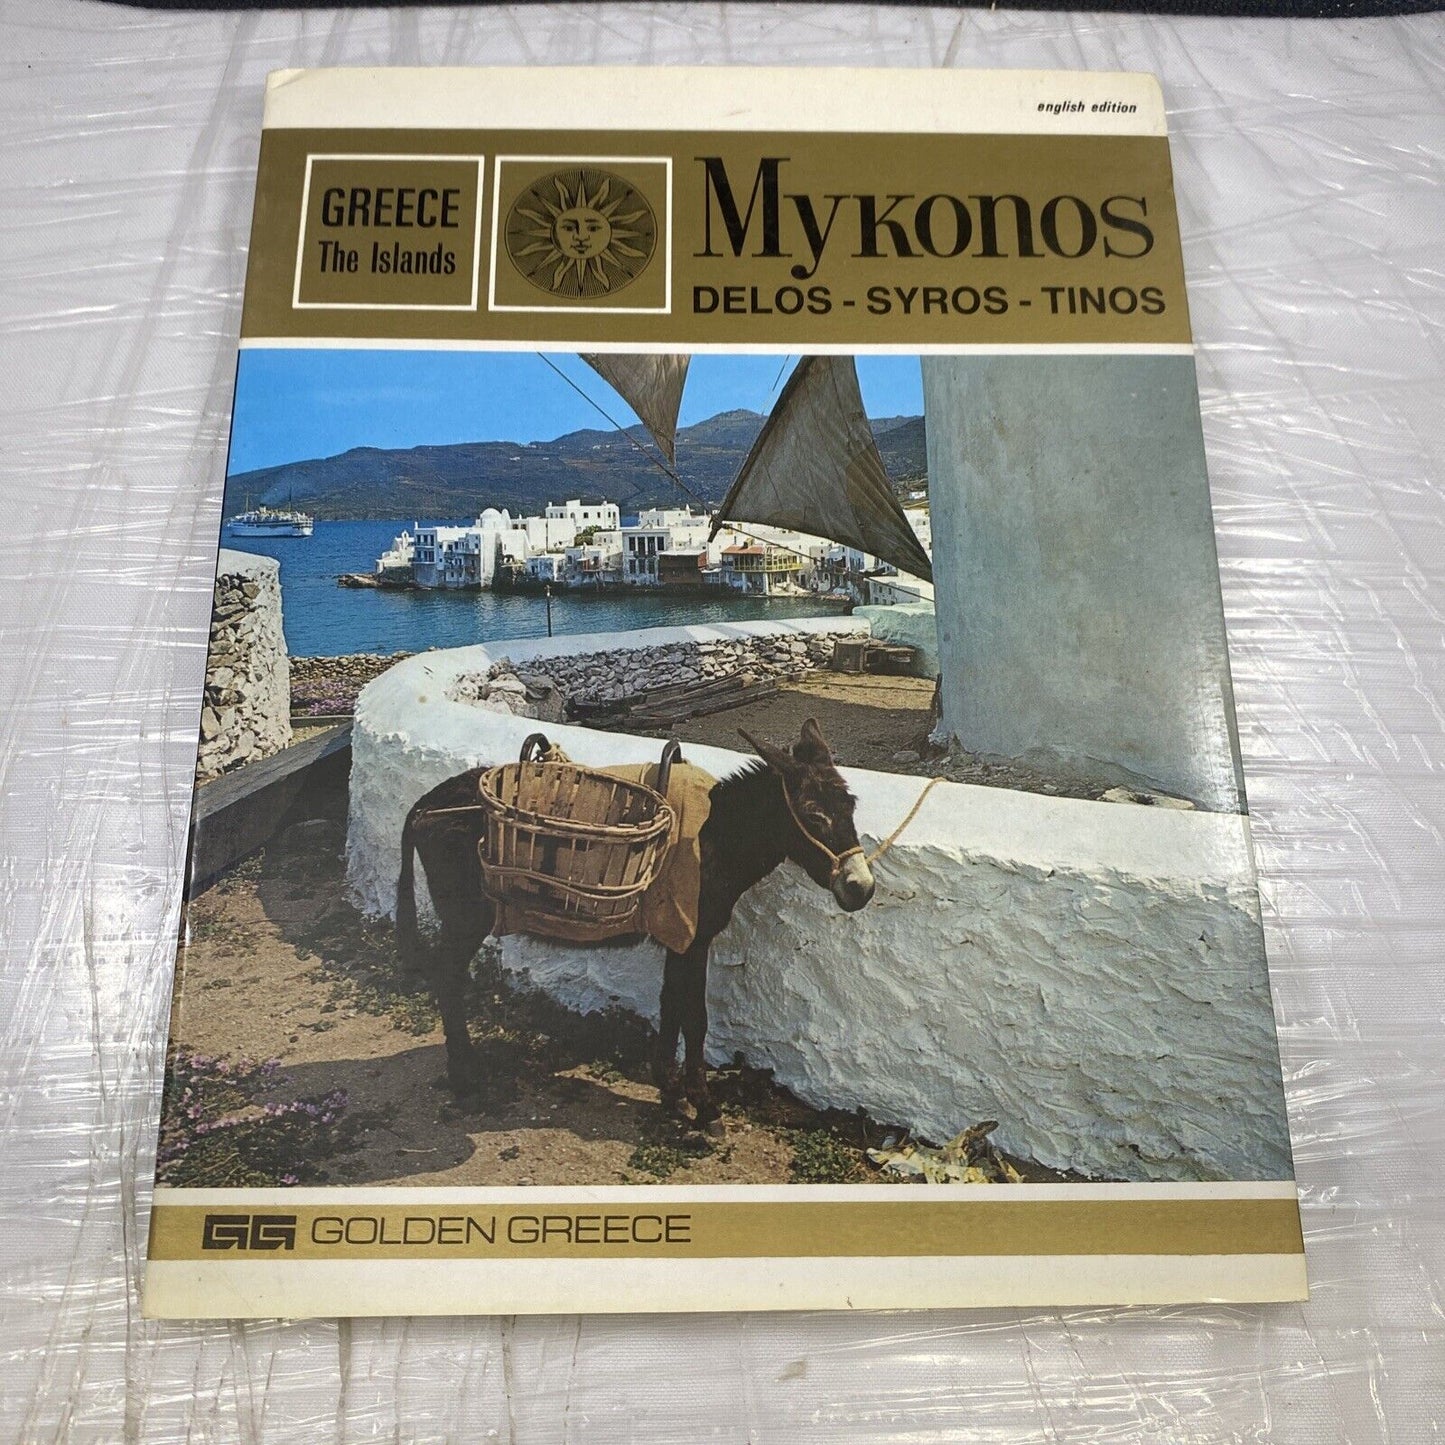 english edition
GREECE
The Islands
Mykonos
DELOS - SYROS - TINOS
GG GOLDEN GREECE